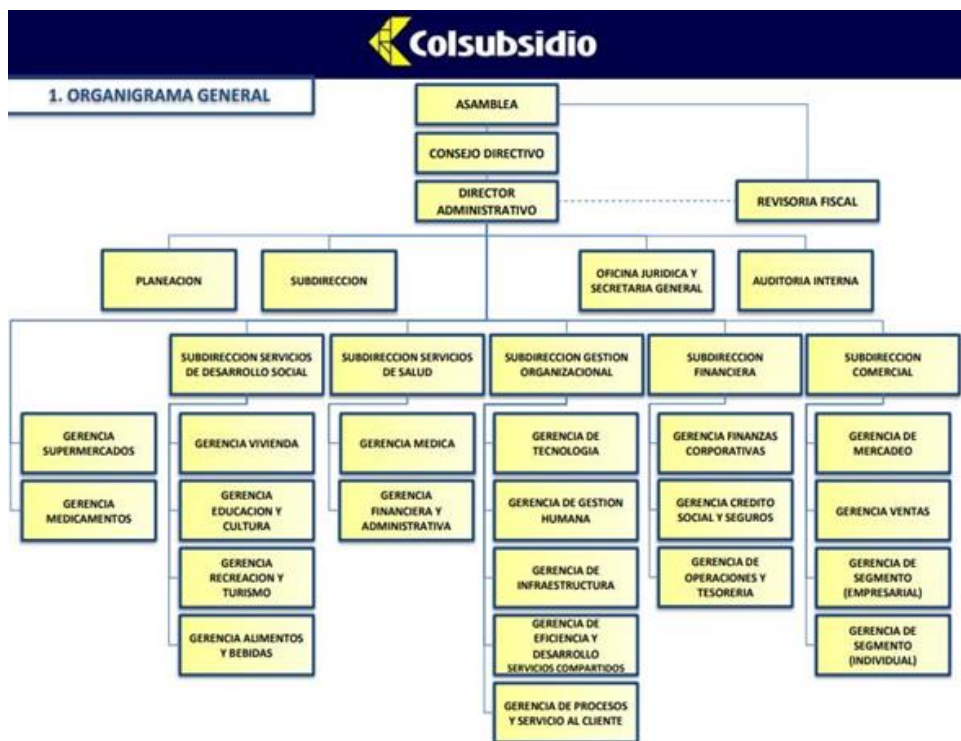 Colsubsidio
1. ORGANIGRAMA GENERAL
ASAMBLEA
CONSEJO DIRECTIVO
DIRECTOR
ADMINISTRATIVO
REVISORIA FISCAL
PLANEACION
SUBDIRECCION
OFICINA JURIDICA Y
SECRETARIA GENERAL
AUDITORIA INTERNA
SUBDIRECCION SERVICIOS
DE DESARROLLO SOCIAL
SUBDIRECCION SERVICIOS
DE SALUD
SUBDIRECCION GESTION
ORGANIZACIONAL
SUBDIRECCION
FINANCIERA
SUBDIRECCION
COMERCIAL
GERENCIA
SUPERMERCADOS
GERENCIA
MEDICAMENTOS
GERENCIA VIVIENDA
GERENCIA
EDUCACION Y
CULTURA
GERENCIA
RECREACION Y
TURISMO
GERENCIA ALIMENTOS
Y BEBIDAS
GERENCIA MEDICA
GERENCIA
FINANCIERA Y
ADMINISTRATIVA
GERENCIA DE
TECNOLOGIA
GERENCIA DE GESTION
HUMANA
GERENCIA DE
INFRAESTRUCTURA
GERENCIA DE
EFICIENCIA Y
DESARROLLO
SERVICIOS COMPARTIDOS
GERENCIA DE PROCESOS
Y SERVICIO AL CLIENTE
GERENCIA FINANZAS
CORPORATIVAS
GERENCIA CREDITO
SOCIAL Y SEGUROS
GERENCIA DE
OPERACIONES Y
TESORERIA
GERENCIA DE
MERCADEO
GERENCIA VENTAS
GERENCIA DE
SEGMENTO
(EMPRESARIAL)
GERENCIA DE
SEGMENTO
(INDIVIDUAL)